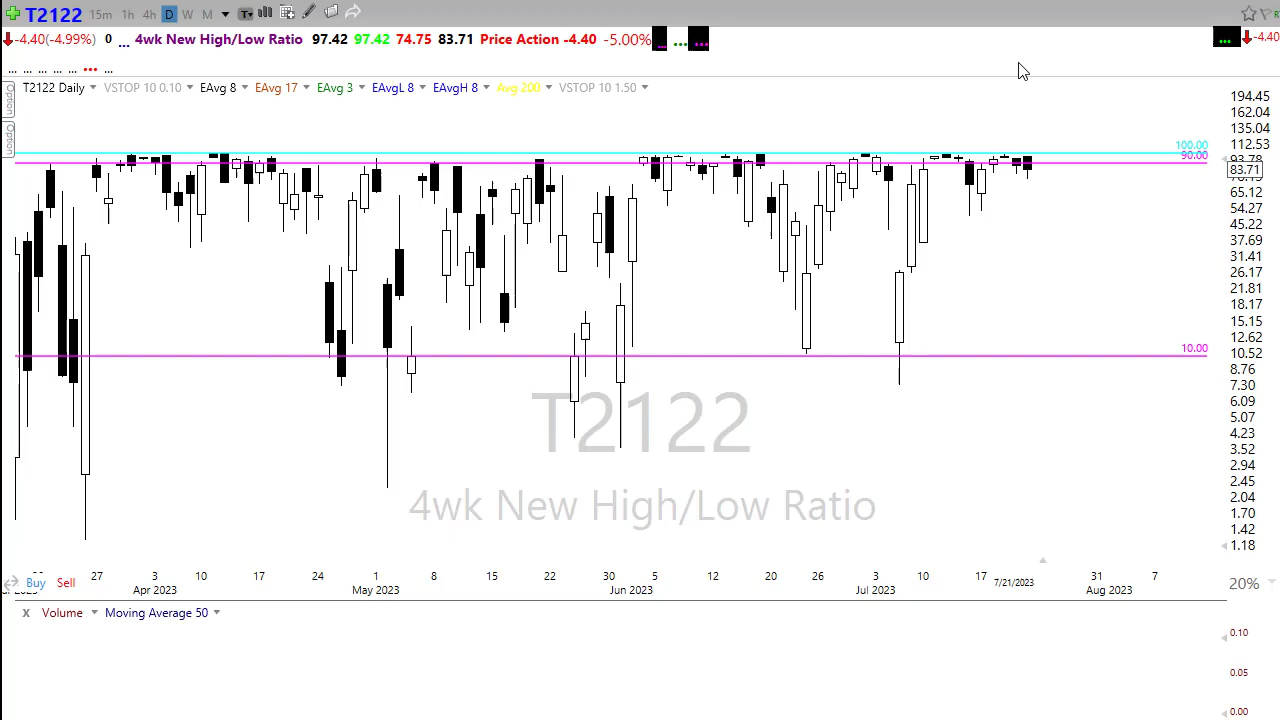 T2122 15m 1h 4h D W M T
-4.40(-4.99%) 0 ... 4wk New High/Low Ratio 97.42 97.42 74.75 83.71 Price Action -4.40 -5.00% ... ... ... ... -4.40
... ... ... ... ... ... ...
Option
Option
T2122 Daily VSTOP 10 0.10 EAvg 8 EAvg 17 EAvg 3 EAvgL 8 EAvgH 8 Avg 200 VSTOP 10 1.50
194.45
162.04
135.04
112.53
100.00
90.00
93.78
83.71
65.12
54.27
45.22
37.69
31.41
26.17
21.81
18.17
15.15
12.62
10.00
10.52
8.76
7.30
6.09
5.07
4.23
3.52
2.94
2.45
2.04
1.70
1.42
1.18
T2122
4wk New High/Low Ratio
27 3 10 17 24 1 8 15 22 30 5 12 20 26 3 10 17 7/21/2023 31 7
Buy Sell 20%
Apr 2023 May 2023 Jun 2023 Jul 2023 Aug 2023
X Volume Moving Average 50
0.10
0.05
0.00